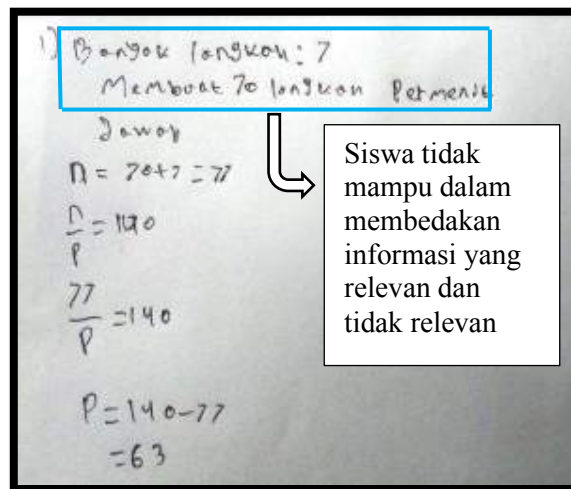 1) Banyak langkah: 7
Membuat 70 langkah Permenit
Jawab
n = 70+7 = 77
n/P = 140
77/P = 140
P = 140-77
= 63
Siswa tidak
mampu dalam
membedakan
informasi yang
relevan dan
tidak relevan